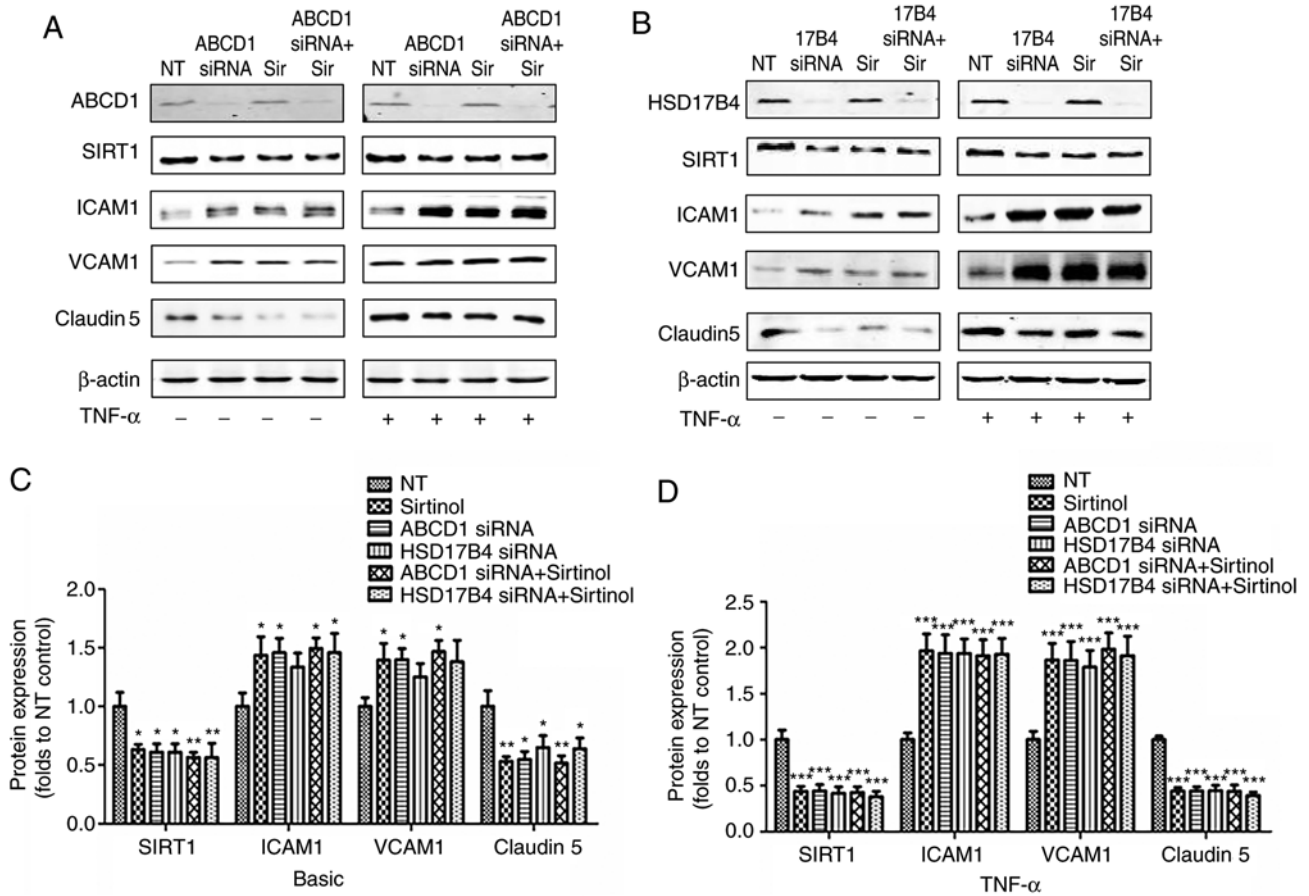 A
ABCD1
ABCD1 siRNA+
NT siRNA Sir Sir
ABCD1
ABCD1 siRNA+
NT siRNA Sir Sir
ABCD1
SIRT1
ICAM1
VCAM1
Claudin 5
β-actin
TNF-α − − − − + + + +
B
17B4
17B4 siRNA+
NT siRNA Sir Sir
17B4
17B4 siRNA+
NT siRNA Sir Sir
HSD17B4
SIRT1
ICAM1
VCAM1
Claudin5
β-actin
TNF-α − − − − + + + +
C
NT
Sirtinol
ABCD1 siRNA
HSD17B4 siRNA
ABCD1 siRNA+Sirtinol
HSD17B4 siRNA+Sirtinol
Protein expression
(folds to NT control)
2.0
1.5
1.0
0.5
0.0
* * * ** **
* * * *
* * *
** * * ** *
SIRT1 ICAM1 VCAM1 Claudin 5
Basic
D
NT
Sirtinol
ABCD1 siRNA
HSD17B4 siRNA
ABCD1 siRNA+Sirtinol
HSD17B4 siRNA+Sirtinol
Protein expression
(folds to NT control)
2.5
2.0
1.5
1.0
0.5
0.0
*** *** *** *** ***
*** *** *** *** ***
*** *** *** *** ***
*** *** *** *** ***
SIRT1 ICAM1 VCAM1 Claudin 5
TNF-α